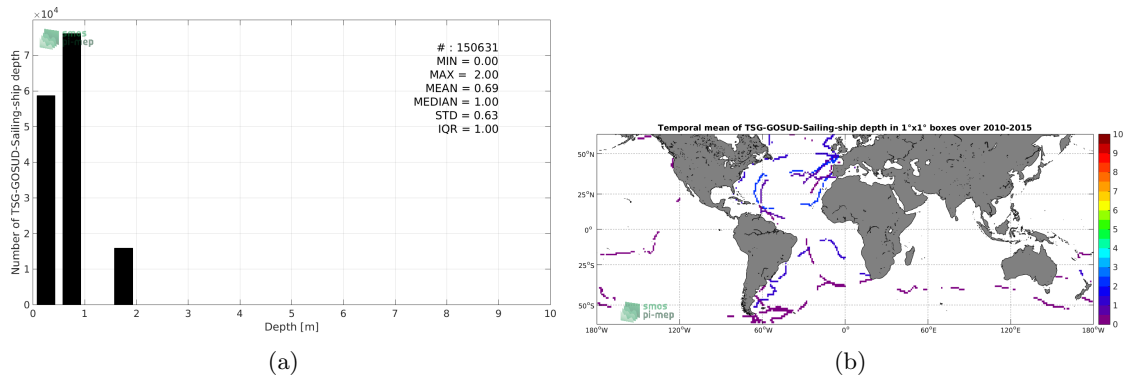 ×10⁴
smos
pi-mep
# : 150631
MIN = 0.00
MAX = 2.00
MEAN = 0.69
MEDIAN = 1.00
STD = 0.63
IQR = 1.00
Number of TSG-GOSUD-Sailing-ship depth
7
6
5
4
3
2
1
0
0 1 2 3 4 5 6 7 8 9 10
Depth [m]
(a)
Temporal mean of TSG-GOSUD-Sailing-ship depth in 1°x1° boxes over 2010-2015
50°N
25°N
0°
25°S
50°S
180°W 120°W 60°W 0° 60°E 120°E 180°W
smos
pi-mep
10
9
8
7
6
5
4
3
2
1
0
(b)